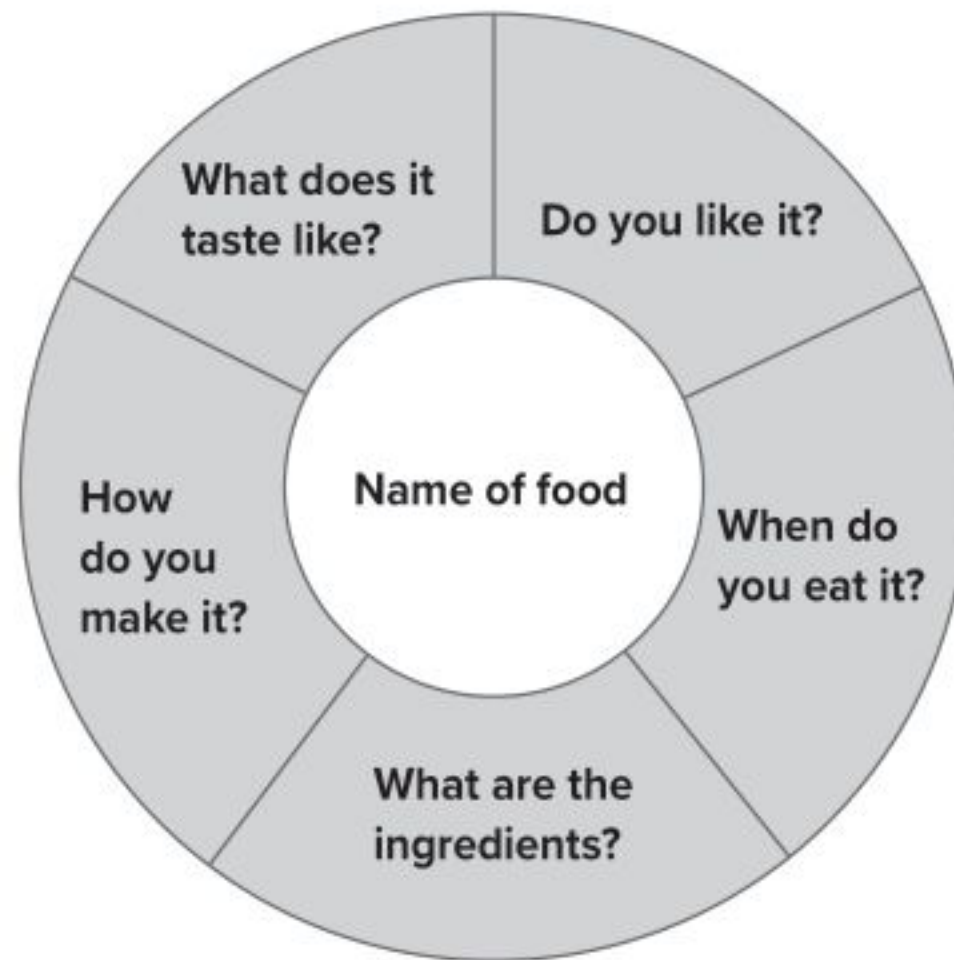 What does it
taste like?
Do you like it?
How
do you
make it?
Name of food
When do
you eat it?
What are the
ingredients?